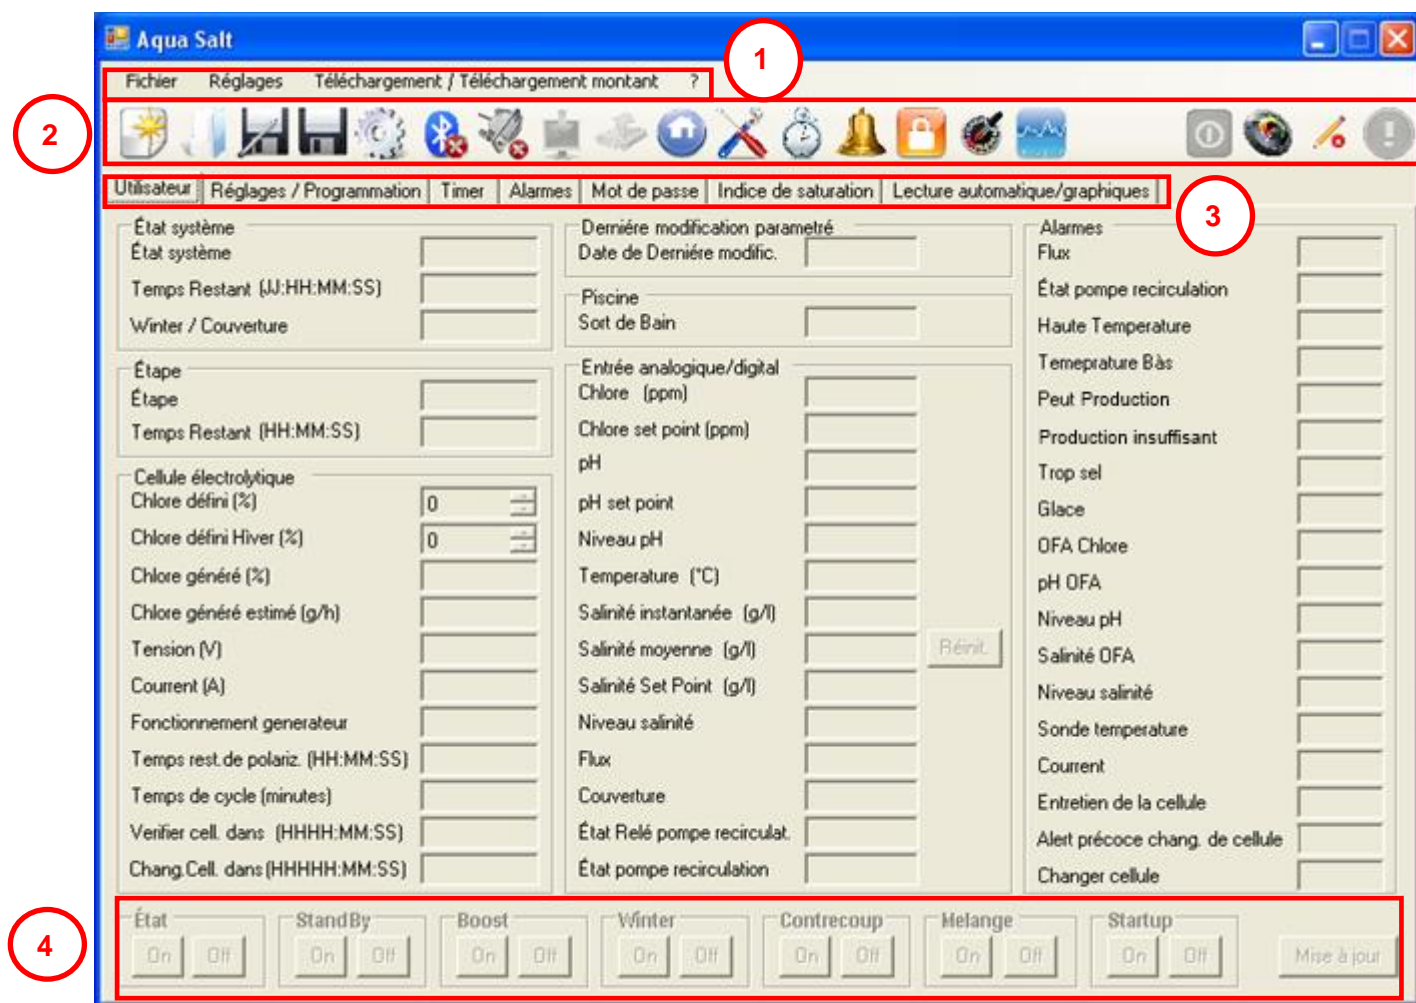 Aqua Salt
1
Fichier Réglages Téléchargement / Téléchargement montant ?
2
Utilisateur Réglages / Programmation Timer Alarmes Mot de passe Indice de saturation Lecture automatique/graphiques
3
État système
État système
Temps Restant (JJ:HH:MM:SS)
Winter / Couverture
Étape
Étape
Temps Restant (HH:MM:SS)
Cellule électrolytique
Chlore défini (%) 0
Chlore défini Hiver (%) 0
Chlore généré (%)
Chlore généré estimé (g/h)
Tension (V)
Courrent (A)
Fonctionnement generateur
Temps rest.de polariz. (HH:MM:SS)
Temps de cycle (minutes)
Verifier cell. dans (HHHH:MM:SS)
Chang.Cell. dans (HHHHH:MM:SS)
Derniére modification parametré
Date de Derniére modific.
Piscine
Sort de Bain
Entrée analogique/digital
Chlore (ppm)
Chlore set point (ppm)
pH
pH set point
Niveau pH
Temperature (°C)
Salinité instantanée (g/l)
Salinité moyenne (g/l) Réinit.
Salinité Set Point (g/l)
Niveau salinité
Flux
Couverture
État Relé pompe recirculat.
État pompe recirculation
Alarmes
Flux
État pompe recirculation
Haute Temperature
Temeprature Bàs
Peut Production
Production insuffisant
Trop sel
Glace
OFA Chlore
pH OFA
Niveau pH
Salinité OFA
Niveau salinité
Sonde temperature
Courrent
Entretien de la cellule
Alert précoce chang. de cellule
Changer cellule
4
État StandBy Boost Winter Contrecoup Melange Startup
On Off On Off On Off On Off On Off On Off On Off Mise à jour